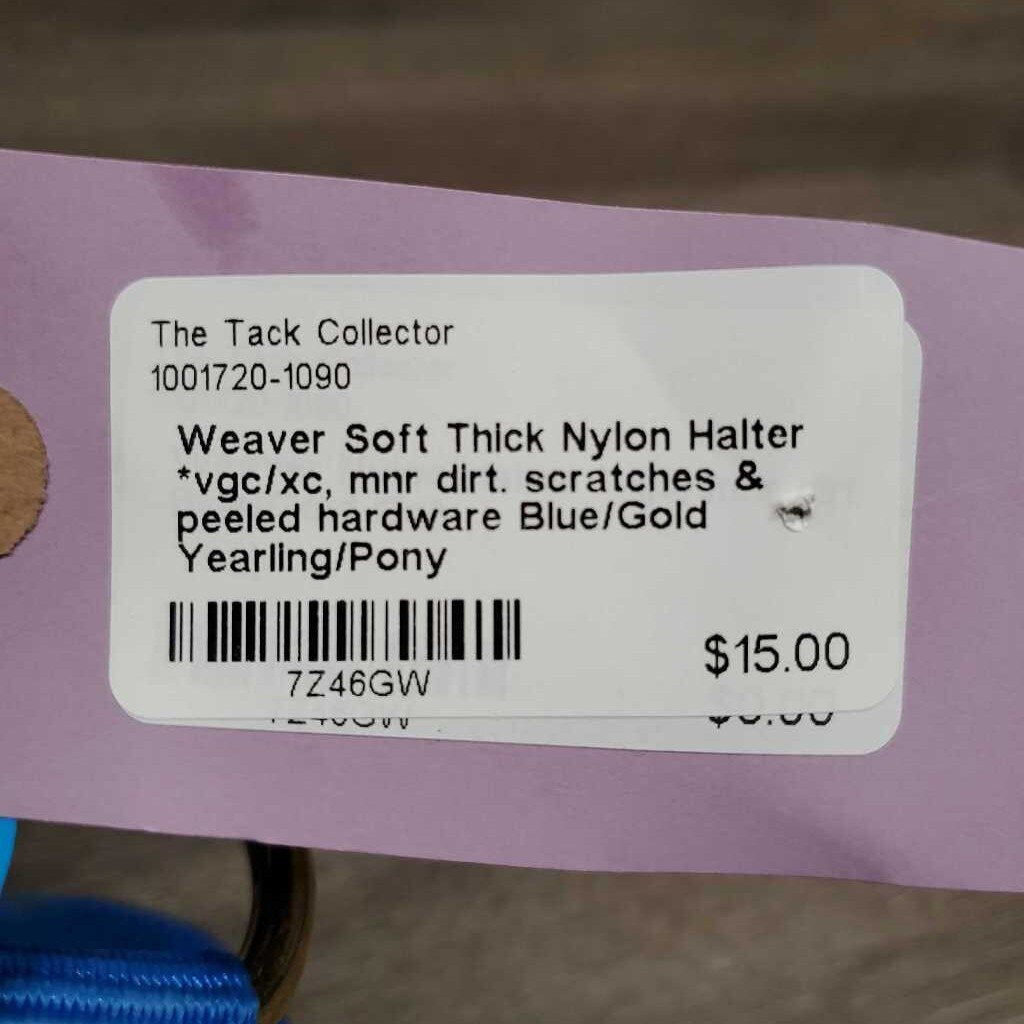 The Tack Collector
1001720-1090
Weaver Soft Thick Nylon Halter
*vgc/xc, mnr dirt. scratches &
peeled hardware Blue/Gold
Yearling/Pony
7Z46GW
$15.00